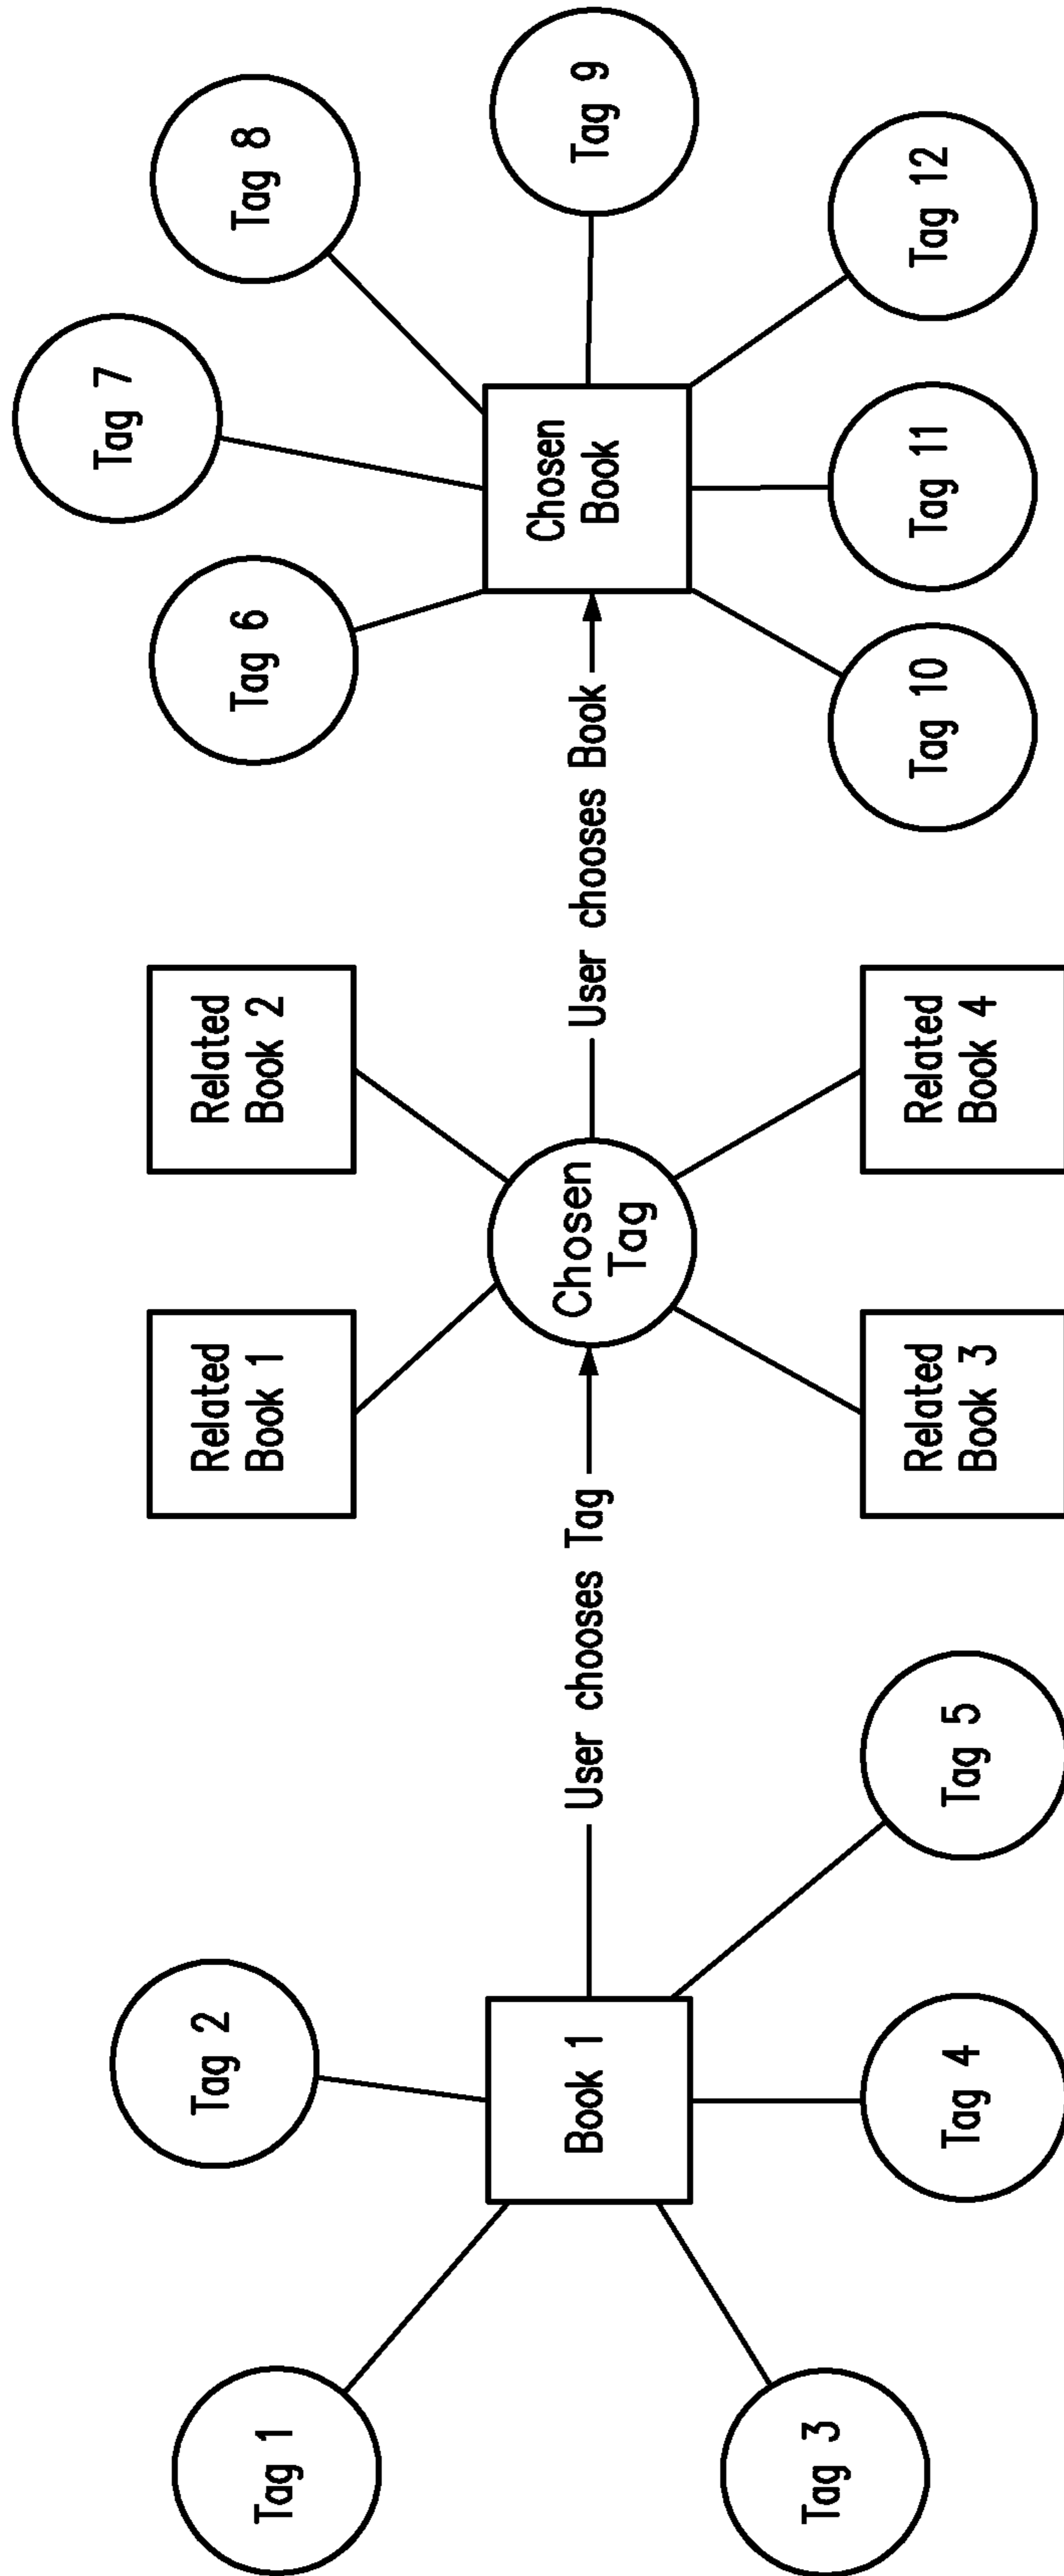 Tag 1
Tag 2
Book 1
Tag 3
Tag 4
Tag 5
User chooses Tag
Related
Book 1
Related
Book 2
Chosen
Tag
Related
Book 3
Related
Book 4
User chooses Book
Tag 6
Tag 7
Tag 8
Chosen
Book
Tag 9
Tag 10
Tag 11
Tag 12